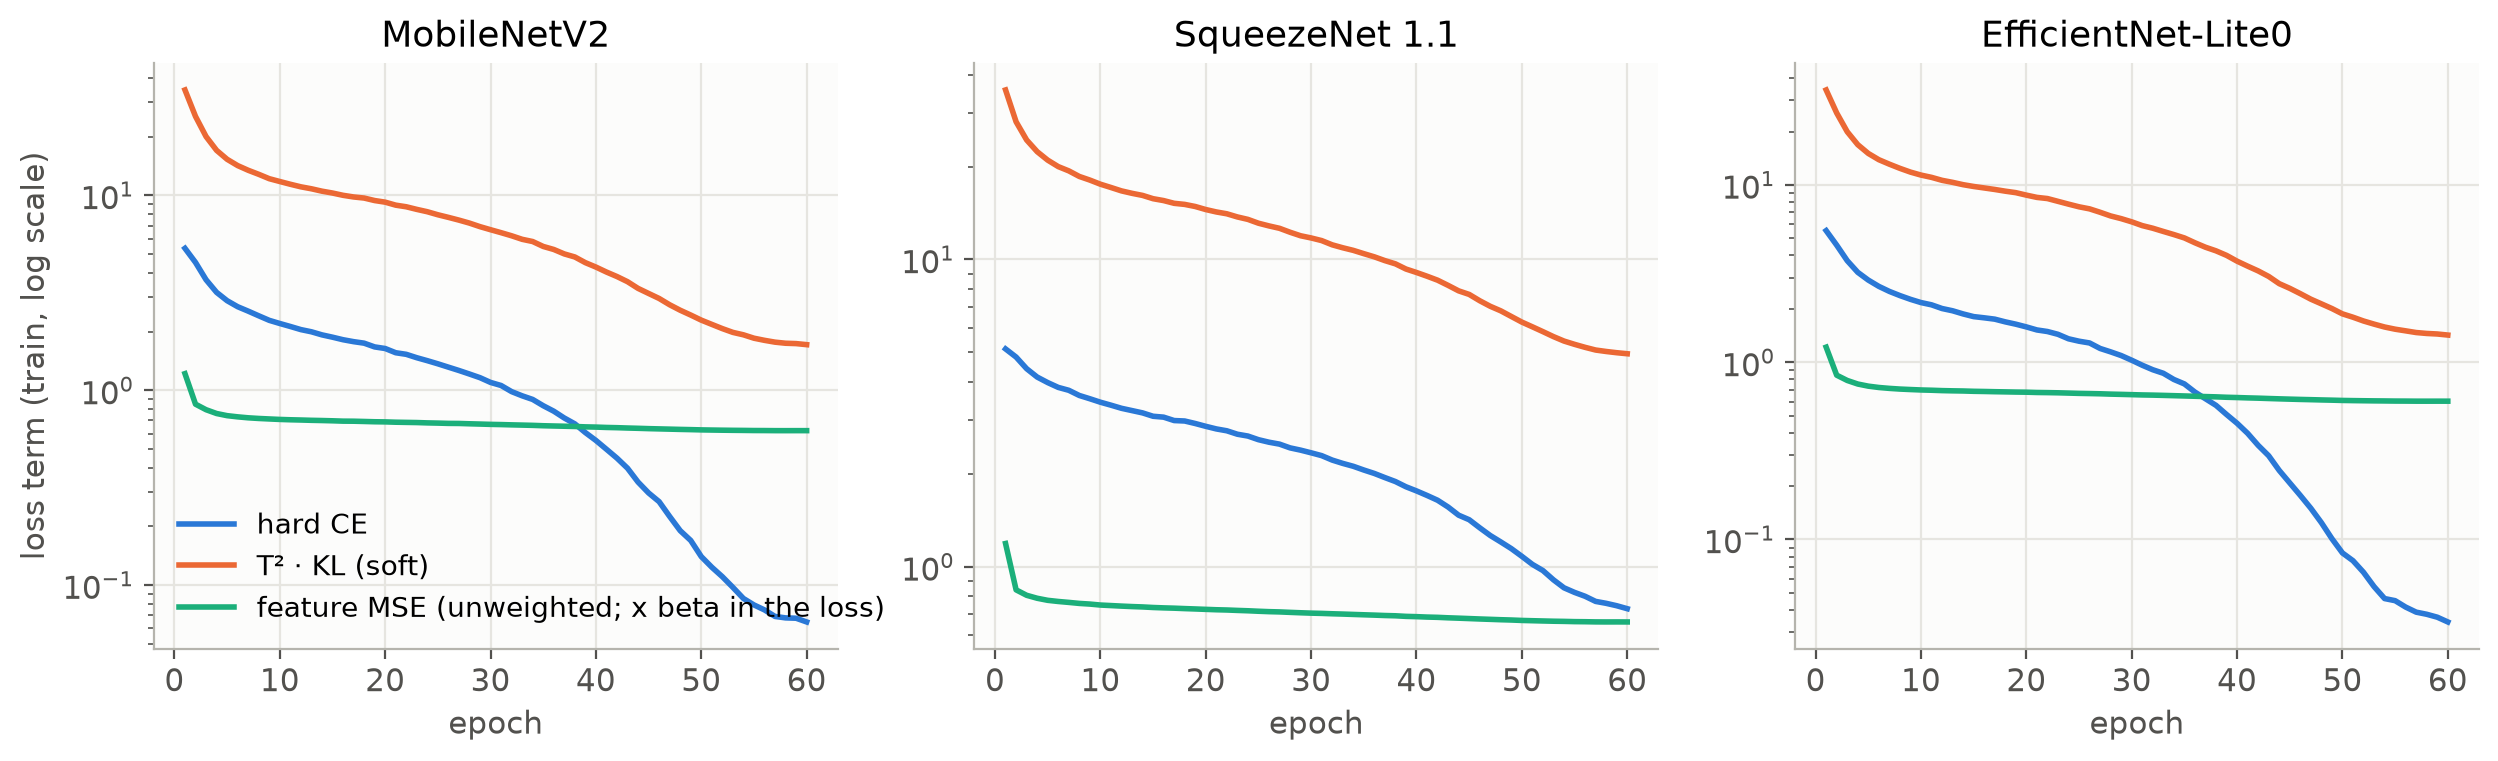 MobileNetV2
SqueezeNet 1.1
EfficientNet-Lite0
loss term (train, log scale)
10¹
10⁰
10⁻¹
hard CE
T² · KL (soft)
feature MSE (unweighted; x beta in the loss)
0 10 20 30 40 50 60
epoch
10¹
10⁰
0 10 20 30 40 50 60
epoch
10¹
10⁰
10⁻¹
0 10 20 30 40 50 60
epoch